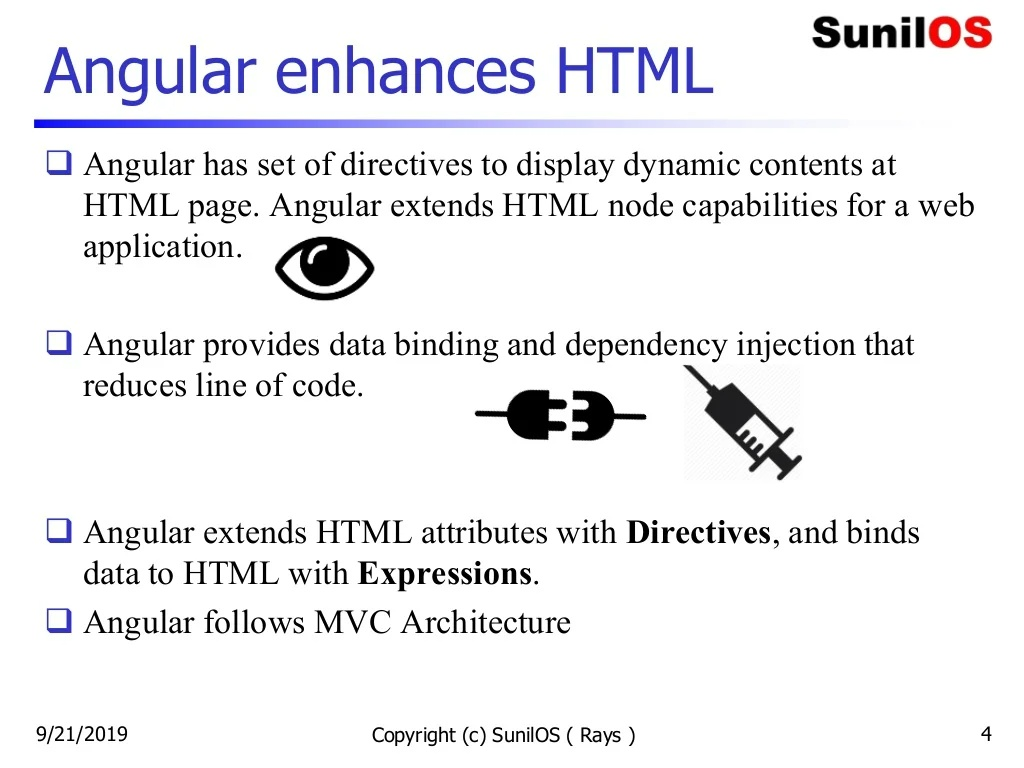 SunilOS
Angular enhances HTML
Angular has set of directives to display dynamic contents at
HTML page. Angular extends HTML node capabilities for a web
application.
Angular provides data binding and dependency injection that
reduces line of code.
Angular extends HTML attributes with Directives, and binds
data to HTML with Expressions.
Angular follows MVC Architecture
9/21/2019
Copyright (c) SunilOS ( Rays )
4